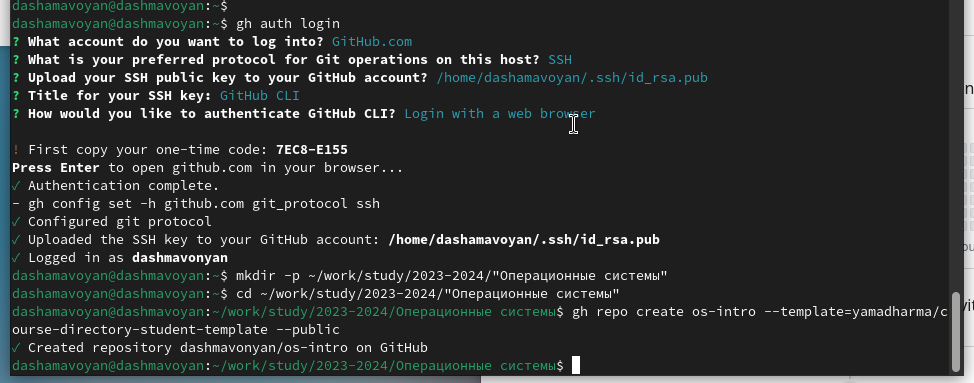 dashamavoyan@dashmavoyan:~$
dashamavoyan@dashmavoyan:~$ gh auth login
? What account do you want to log into? GitHub.com
? What is your preferred protocol for Git operations on this host? SSH
? Upload your SSH public key to your GitHub account? /home/dashamavoyan/.ssh/id_rsa.pub
? Title for your SSH key: GitHub CLI
? How would you like to authenticate GitHub CLI? Login with a web browser
! First copy your one-time code: 7EC8-E155
Press Enter to open github.com in your browser...
✓ Authentication complete.
- gh config set -h github.com git_protocol ssh
✓ Configured git protocol
✓ Uploaded the SSH key to your GitHub account: /home/dashamavoyan/.ssh/id_rsa.pub
✓ Logged in as dashmavonyan
dashamavoyan@dashmavoyan:~$ mkdir -p ~/work/study/2023-2024/"Операционные системы"
dashamavoyan@dashmavoyan:~$ cd ~/work/study/2023-2024/"Операционные системы"
dashamavoyan@dashmavoyan:~/work/study/2023-2024/Операционные системы$ gh repo create os-intro --template=yamadharma/c
ourse-directory-student-template --public
✓ Created repository dashmavonyan/os-intro on GitHub
dashamavoyan@dashmavoyan:~/work/study/2023-2024/Операционные системы$